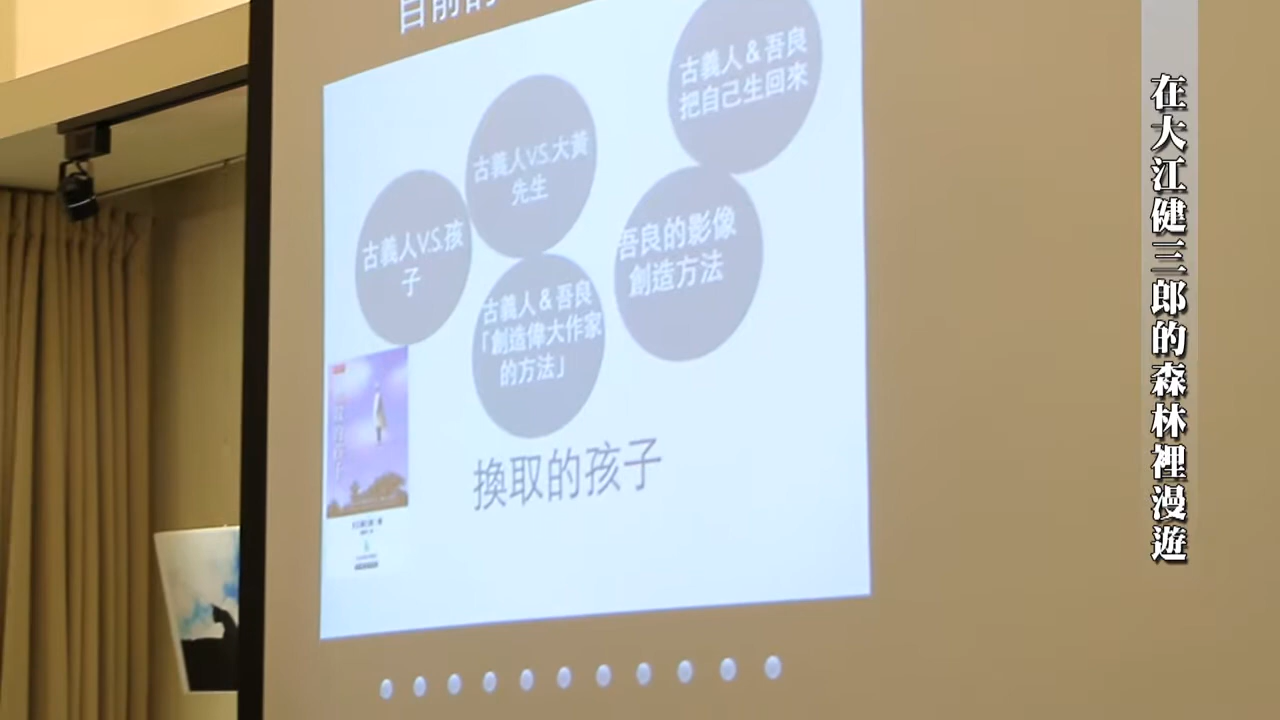 目前的
古義人&吾良
把自己生回來
古義人V.S.大黃
先生
古義人V.S.孩
子
吾良的影像
創造方法
古義人&吾良
「創造偉大作家
的方法」
換取的孩子
在大江健三郎的森林裡漫遊